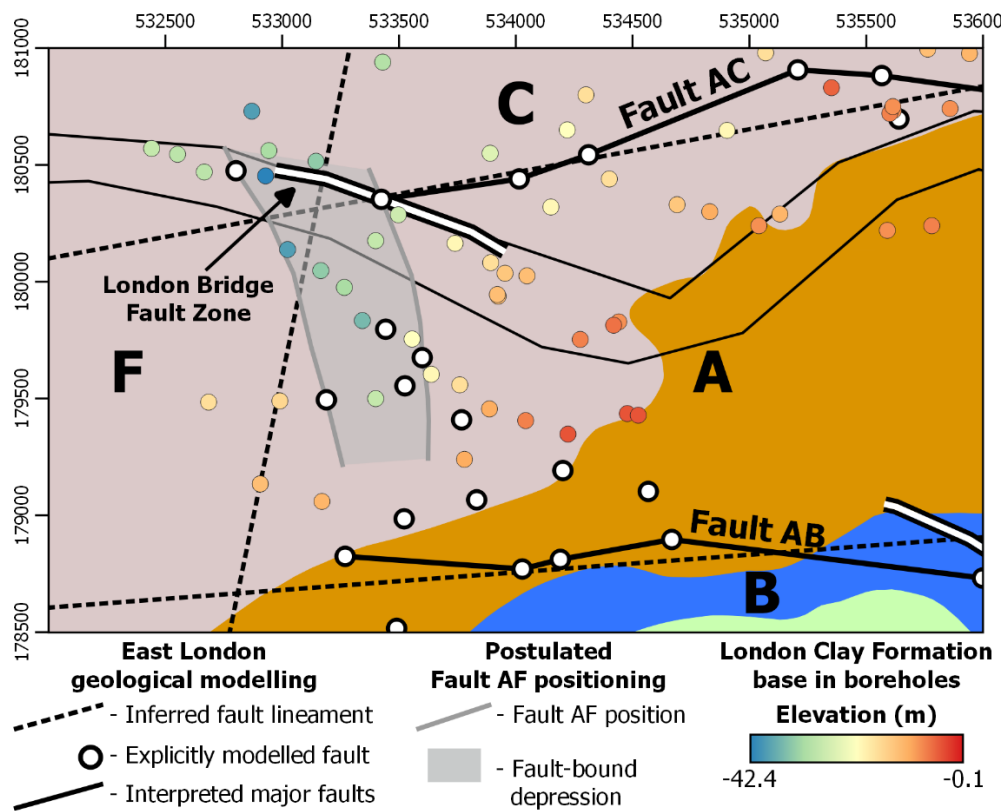 532500 533000 533500 534000 534500 535000 535500 53600
181000
180500
180000
179500
179000
178500
C
Fault AC
London Bridge
Fault Zone
F
A
Fault AB
B
East London
geological modelling
- Inferred fault lineament
- Explicitly modelled fault
- Interpreted major faults
Postulated
Fault AF positioning
- Fault AF position
- Fault-bound
depression
London Clay Formation
base in boreholes
Elevation (m)
-42.4 -0.1